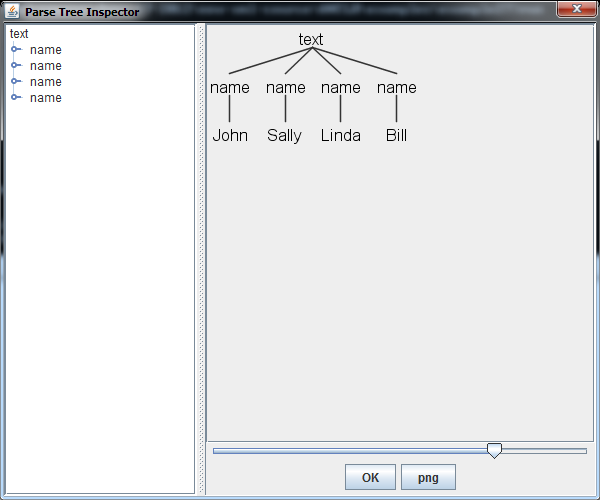 Parse Tree Inspector
text
name
name
name
name
text
name name name name
John Sally Linda Bill
OK png